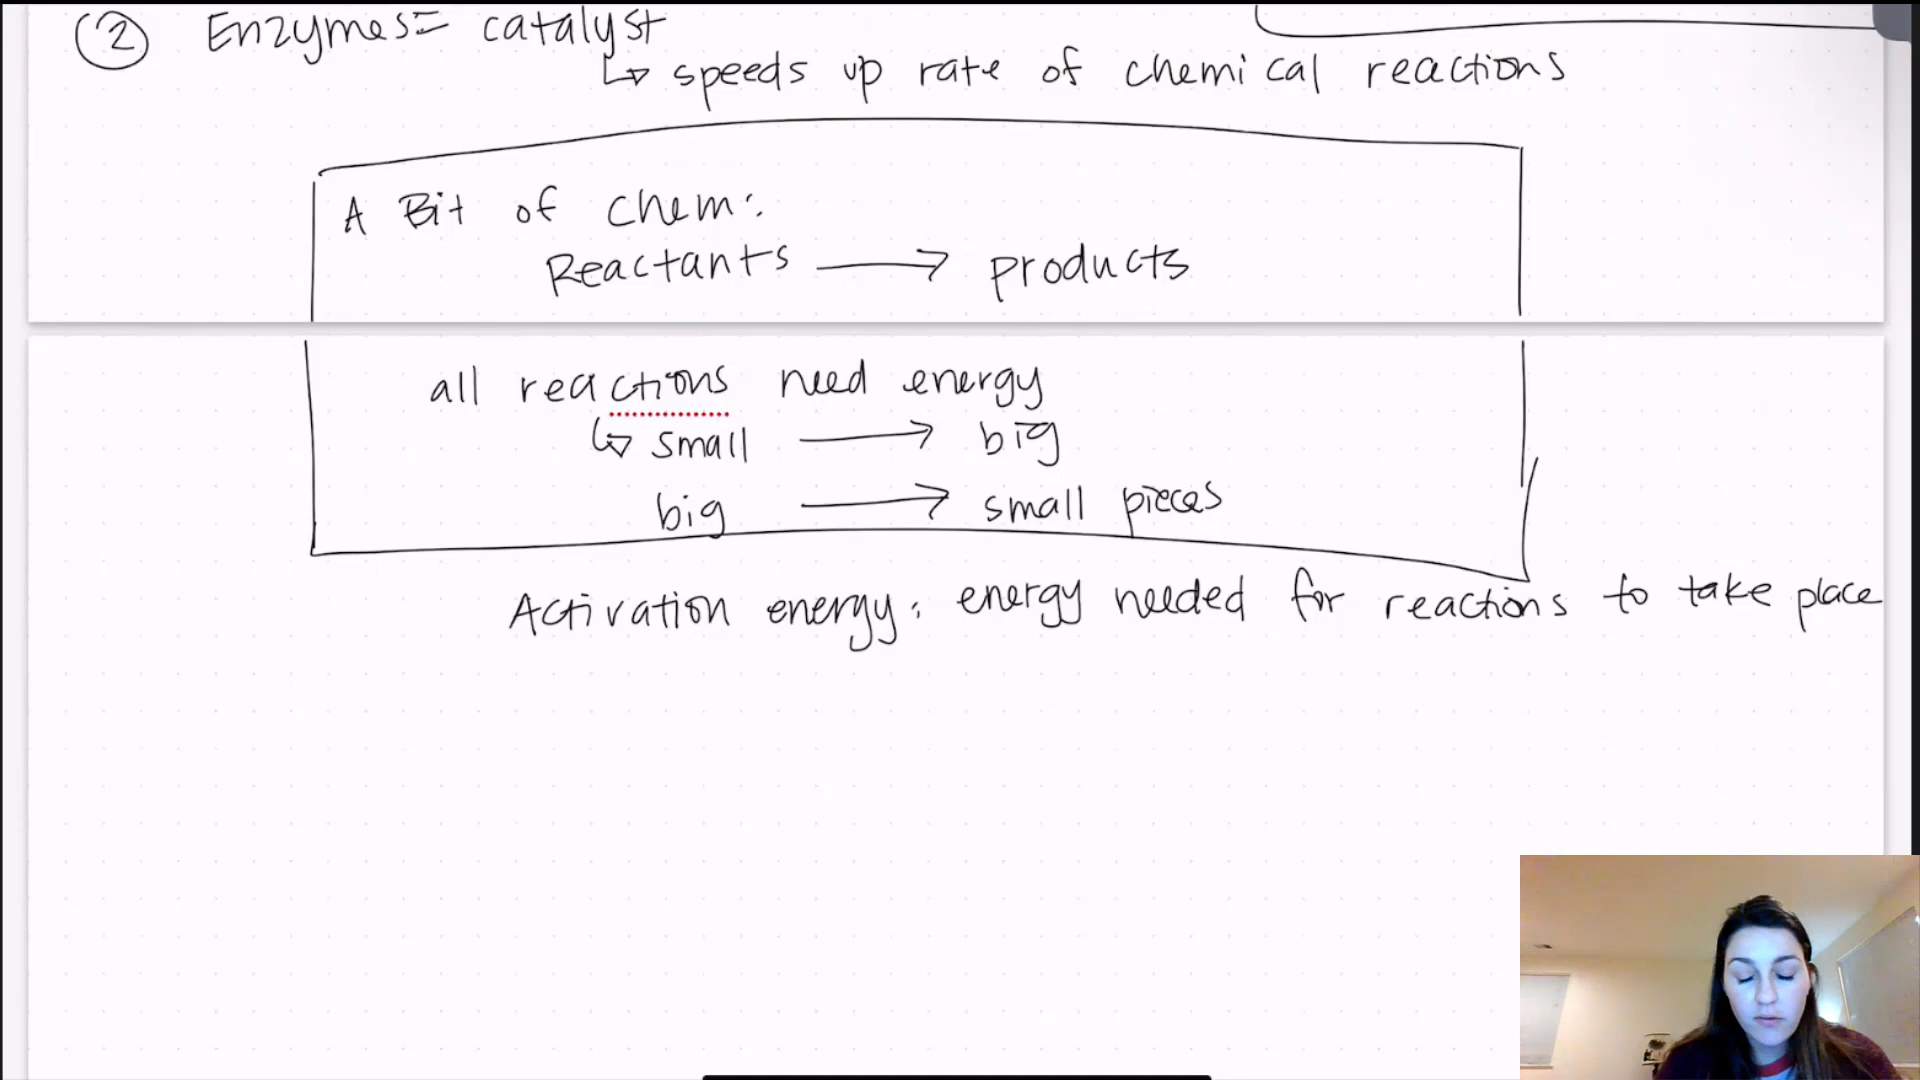 ② Enzymes = catalyst
↳ speeds up rate of chemical reactions
A Bit of Chem:
Reactants → products
all reactions need energy
↳ small → big
big → small pieces
Activation energy: energy needed for reactions to take place